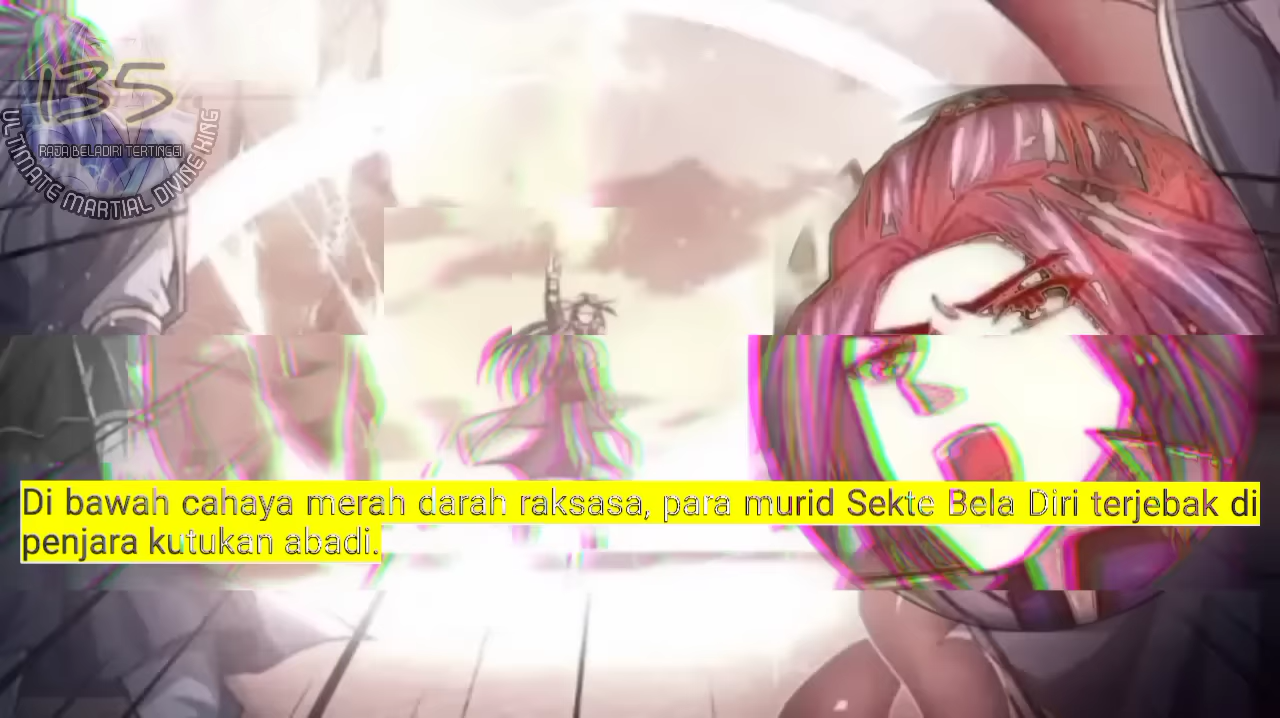 135
RAJA BELADIRI TERTINGGI
ULTIMATE MARTIAL DIVINE KING
Di bawah cahaya merah darah raksasa, para murid Sekte Bela Diri terjebak di
penjara kutukan abadi.